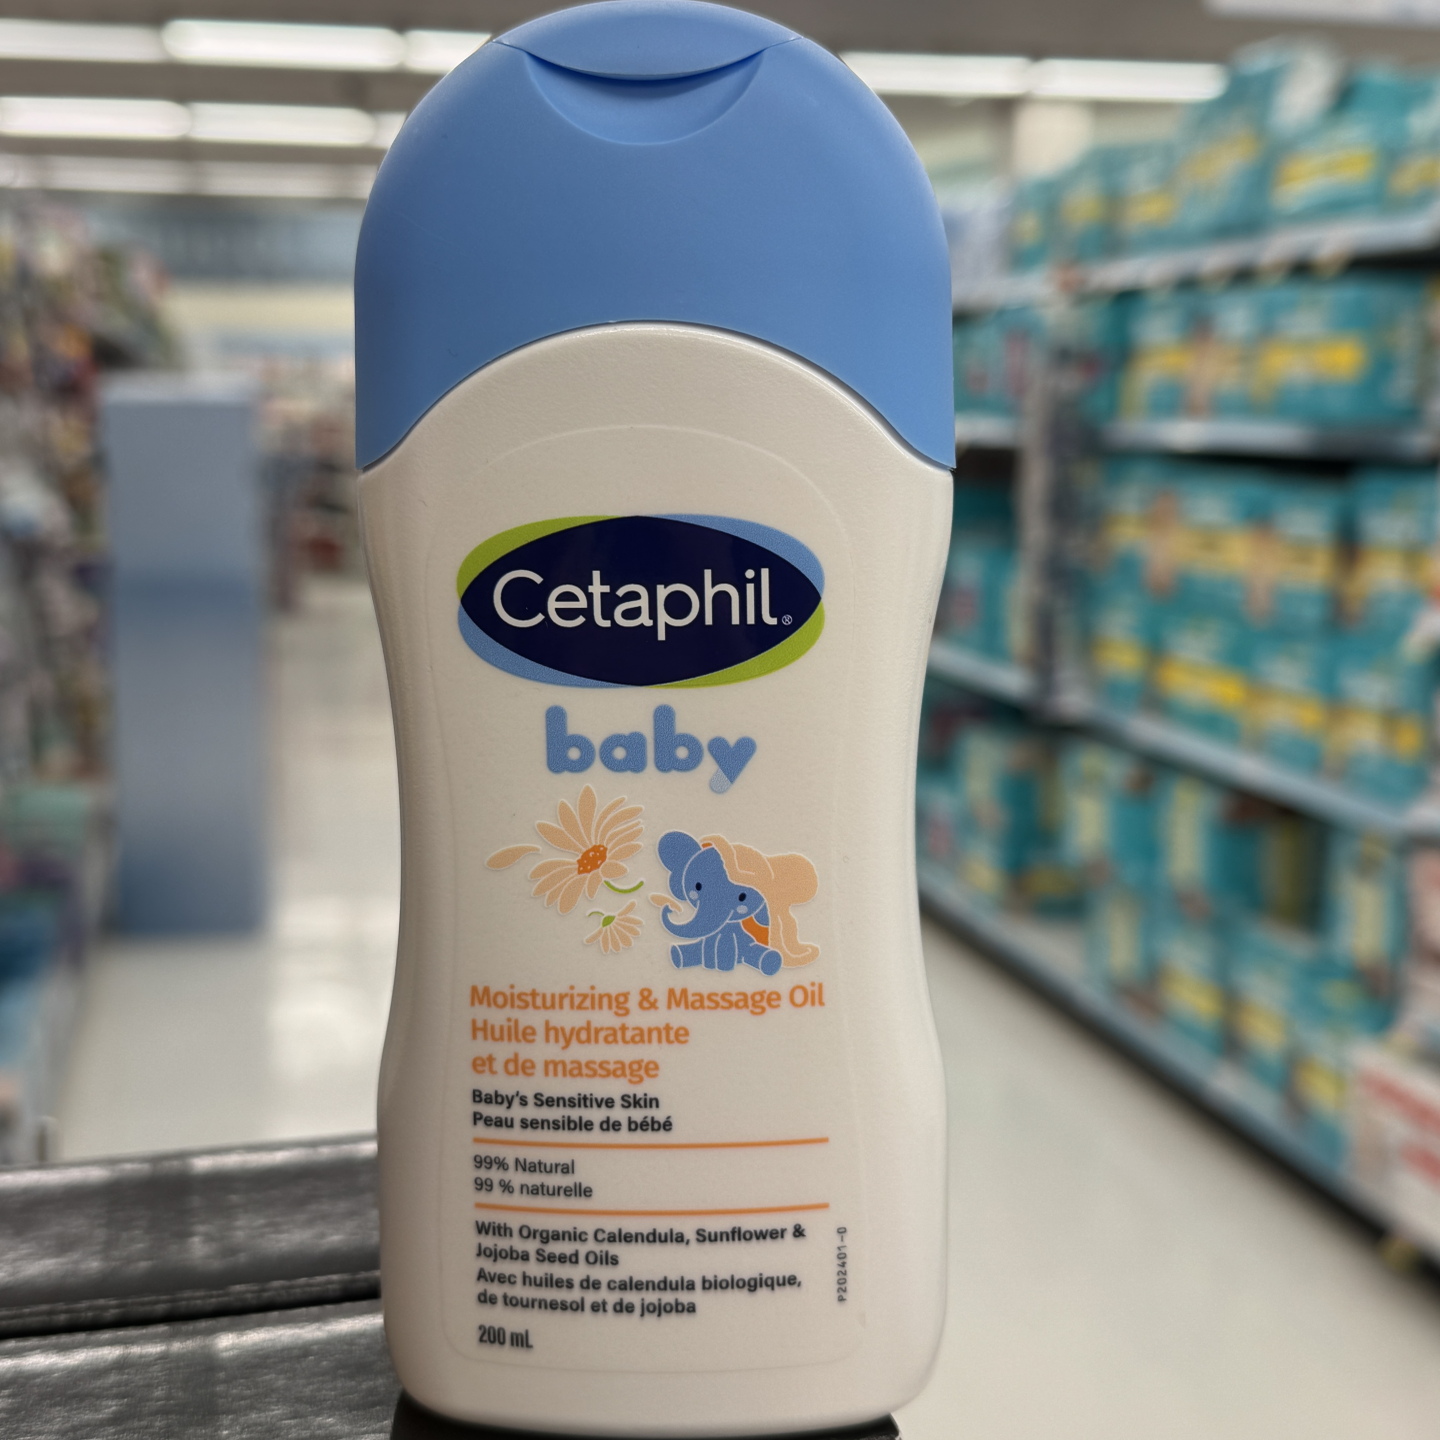 Cetaphil®
baby
Moisturizing & Massage Oil
Huile hydratante
et de massage
Baby's Sensitive Skin
Peau sensible de bébé
99% Natural
99 % naturelle
With Organic Calendula, Sunflower &
Jojoba Seed Oils
Avec huiles de calendula biologique,
de tournesol et de jojoba
200 mL
P202401-0